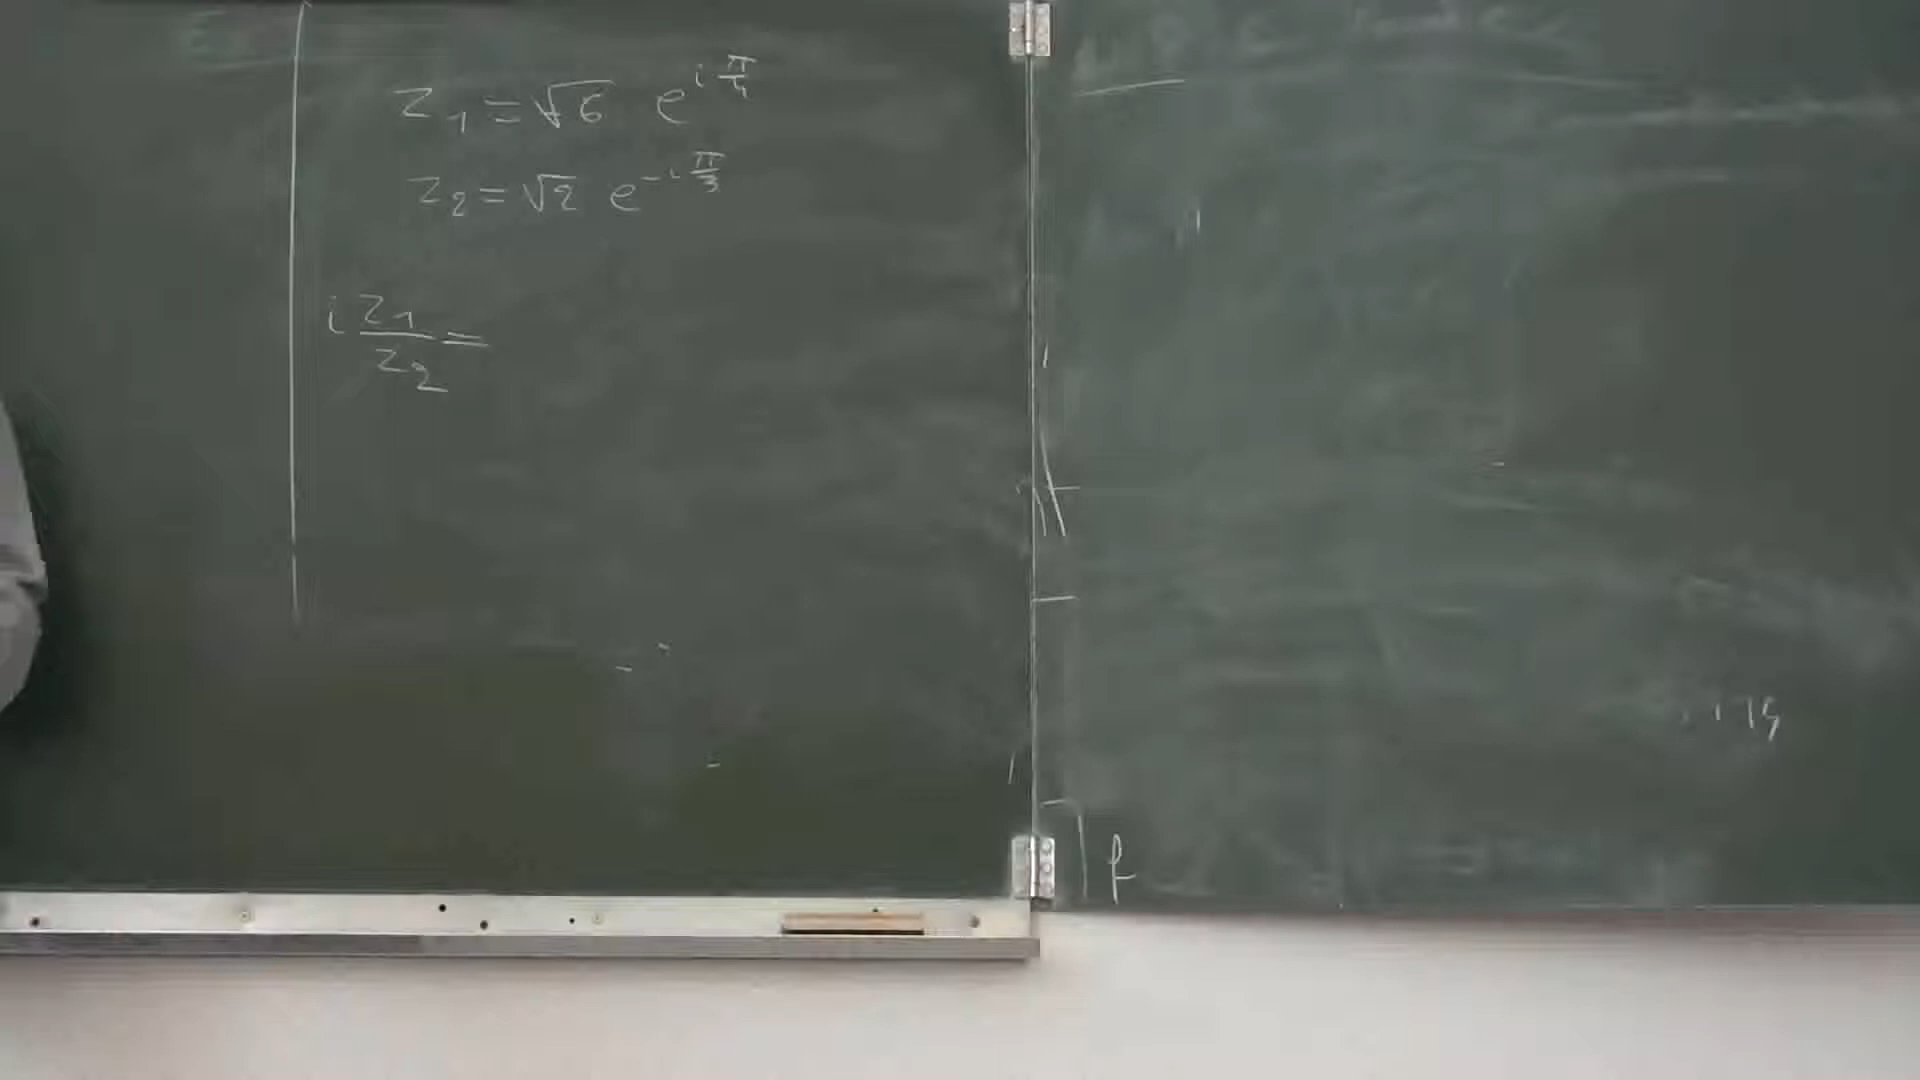 z₁ = √6 e^{i π/4}
z₂ = √2 e^{-i π/3}
i z₁/z₂ =